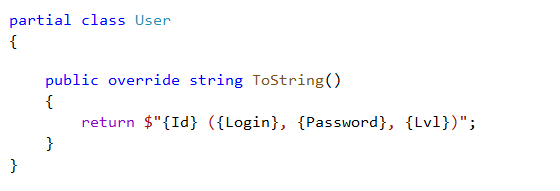 partial class User
{
    public override string ToString()
    {
        return $"{Id} ({Login}, {Password}, {Lvl})";
    }
}